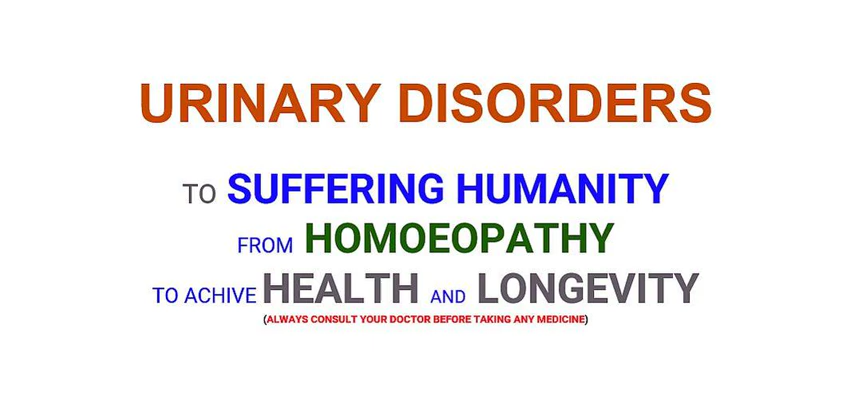 URINARY DISORDERS
TO SUFFERING HUMANITY
FROM HOMOEOPATHY
TO ACHIVE HEALTH AND LONGEVITY
(ALWAYS CONSULT YOUR DOCTOR BEFORE TAKING ANY MEDICINE)